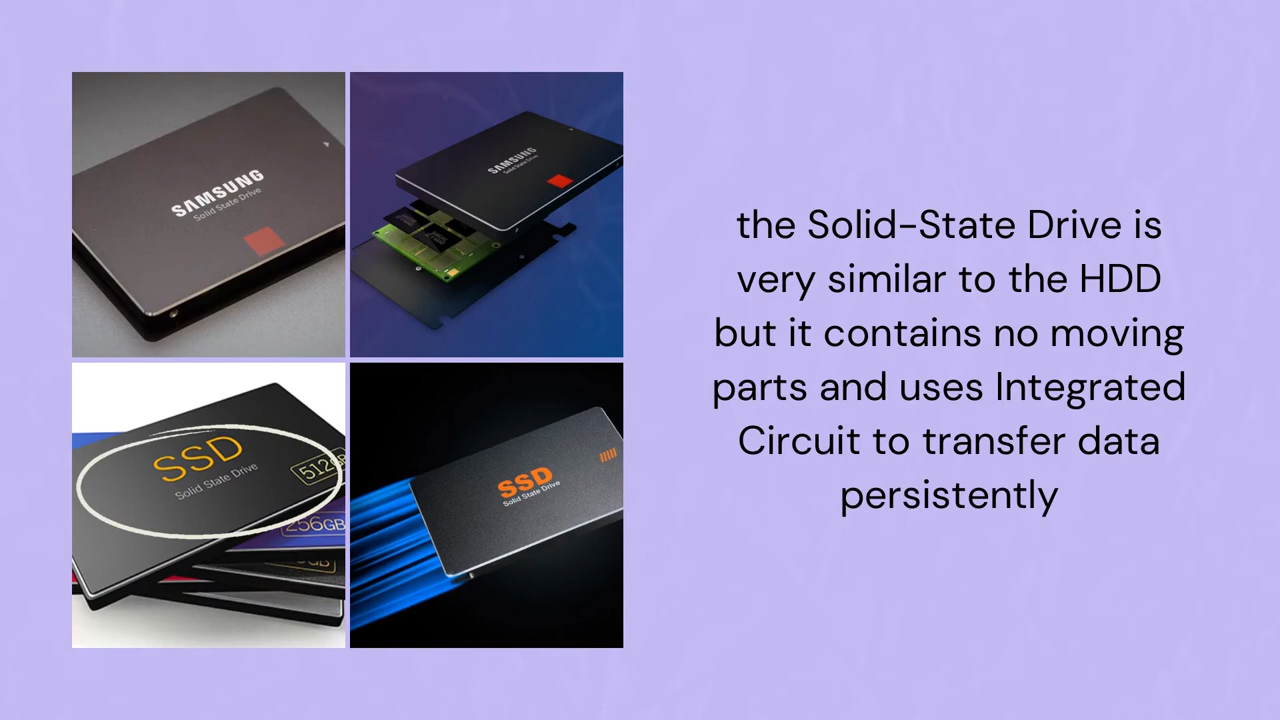 SAMSUNG
Solid State Drive
SAMSUNG
Solid State Drive
SSD
Solid State Drive
512
256GB
GB
SSD
Solid State Drive
the Solid-State Drive is
very similar to the HDD
but it contains no moving
parts and uses Integrated
Circuit to transfer data
persistently